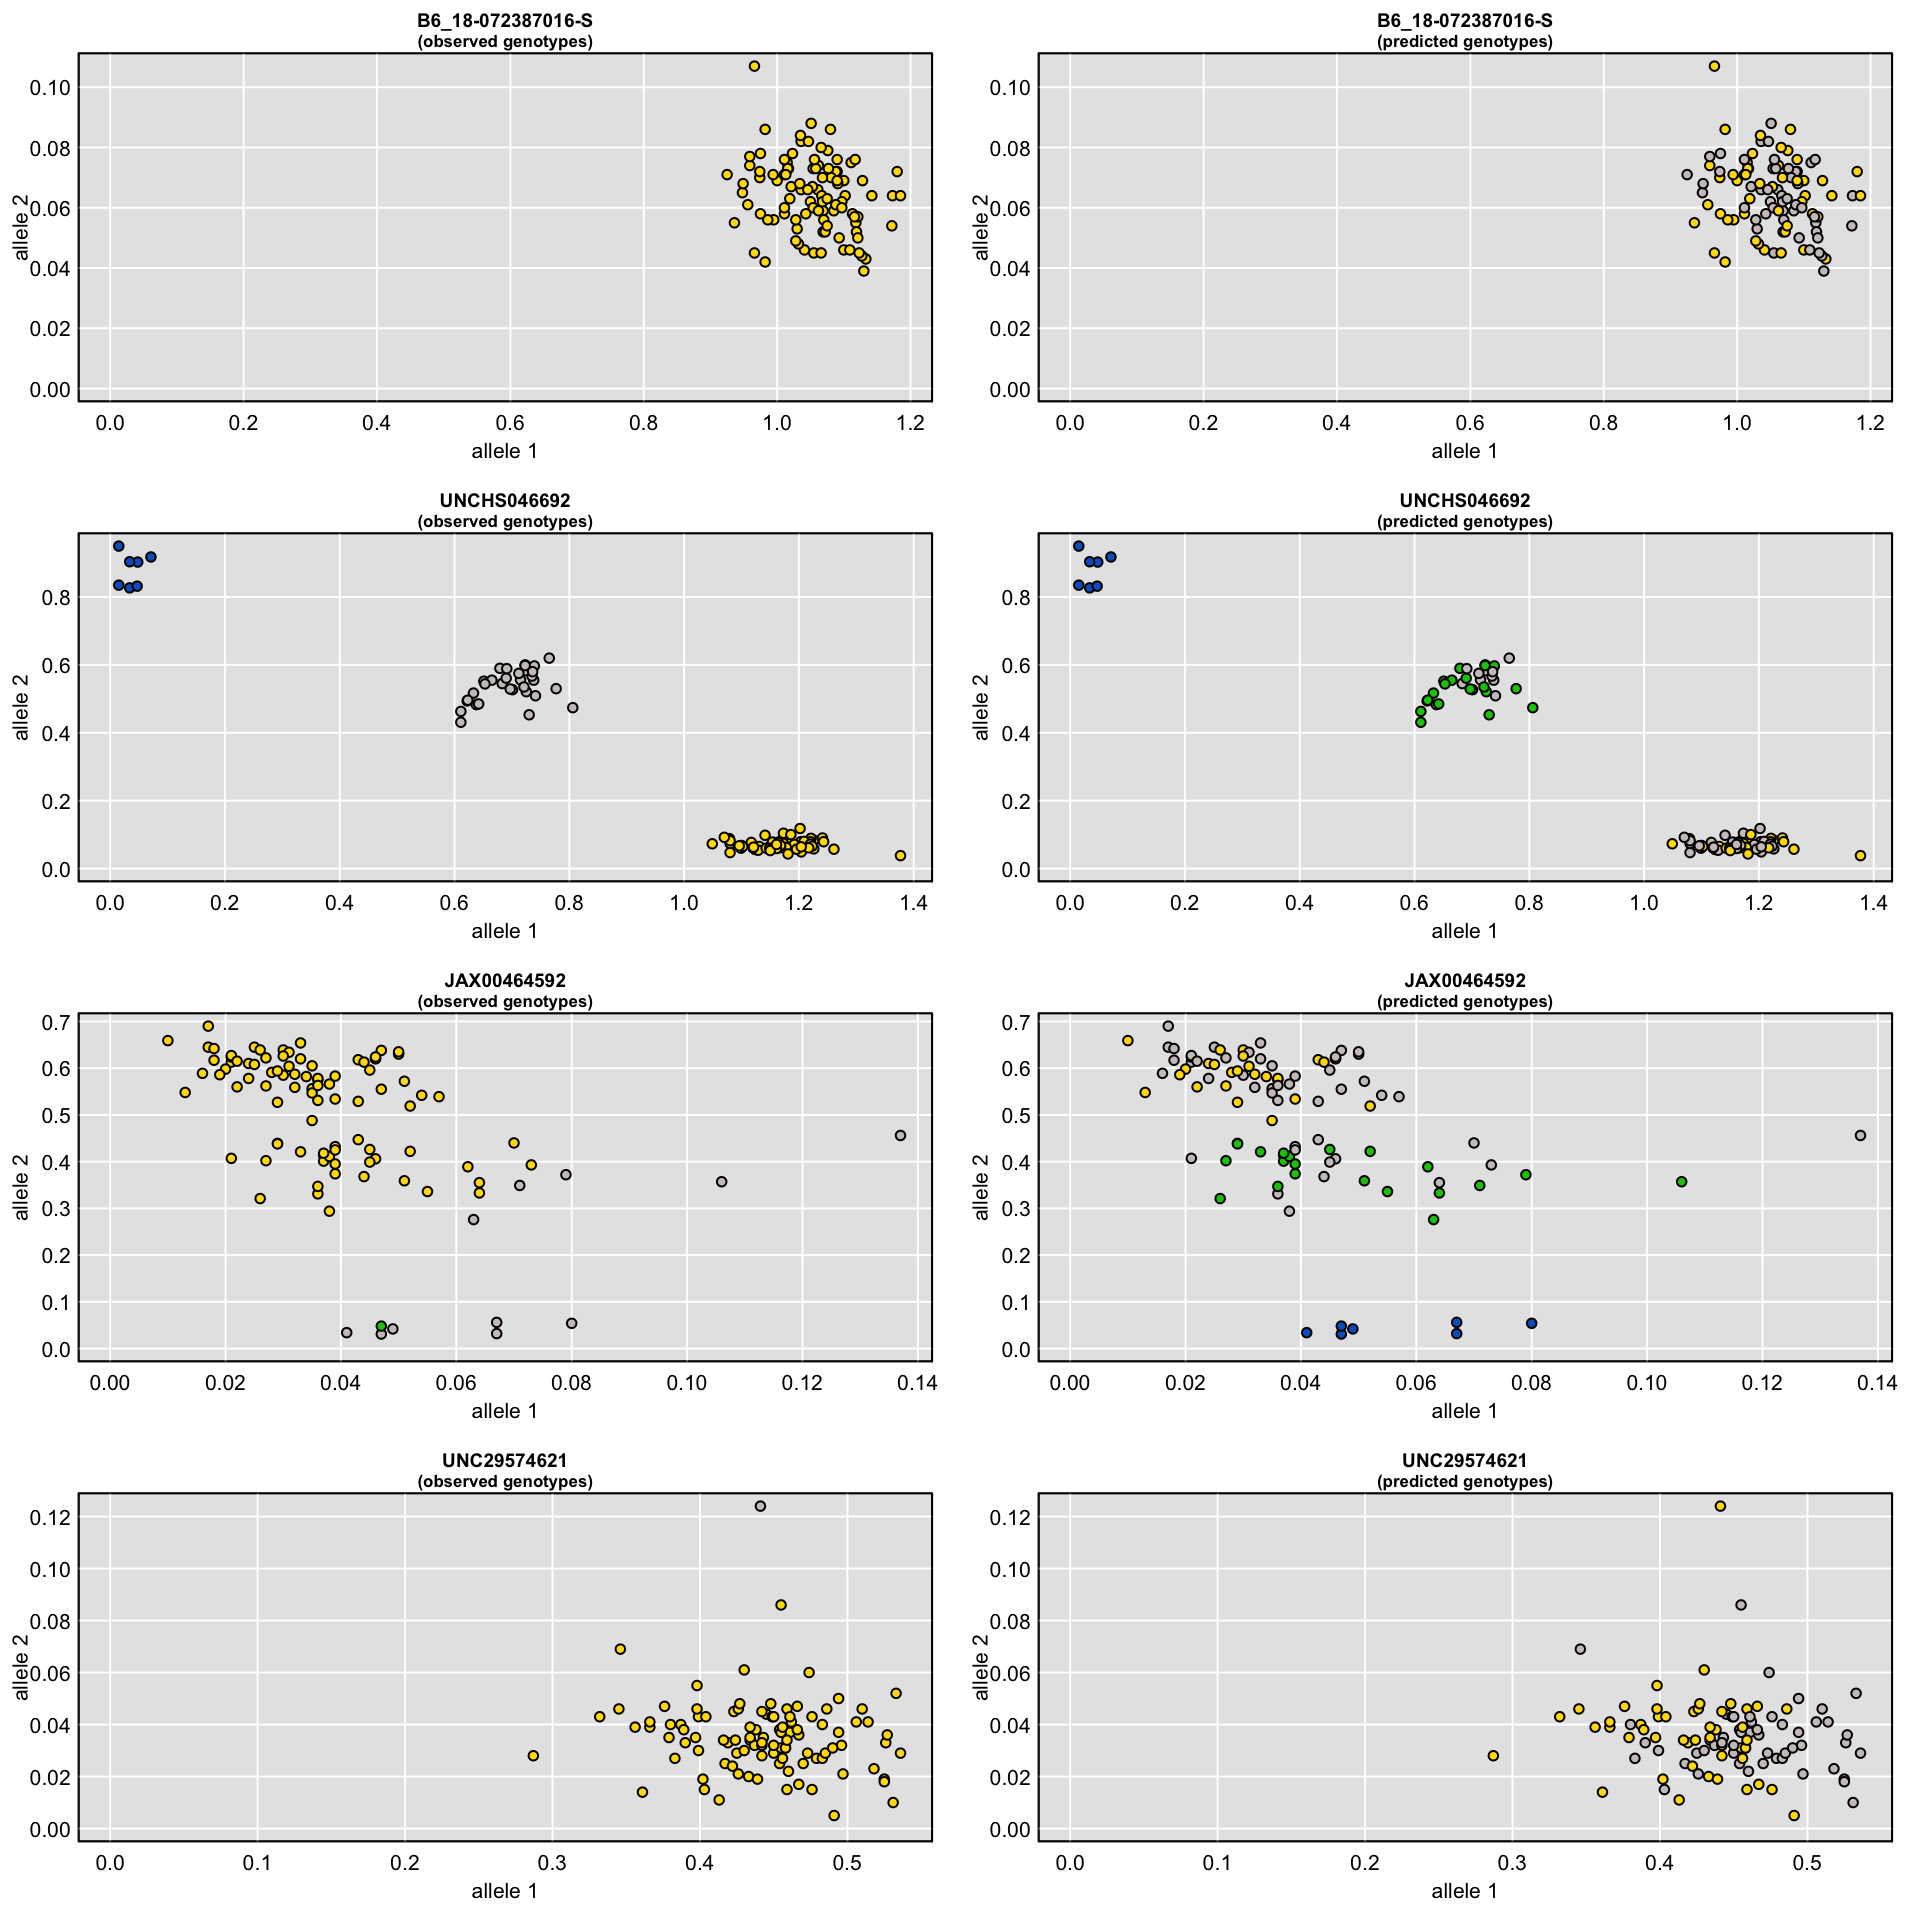 B6_18-072387016-S
(observed genotypes)
0.10
0.08
0.06
0.04
0.02
0.00
allele 2
0.0 0.2 0.4 0.6 0.8 1.0 1.2
allele 1
B6_18-072387016-S
(predicted genotypes)
0.10
0.08
0.06
0.04
0.02
0.00
allele 2
0.0 0.2 0.4 0.6 0.8 1.0 1.2
allele 1
UNCHS046692
(observed genotypes)
0.8
0.6
0.4
0.2
0.0
allele 2
0.0 0.2 0.4 0.6 0.8 1.0 1.2 1.4
allele 1
UNCHS046692
(predicted genotypes)
0.8
0.6
0.4
0.2
0.0
allele 2
0.0 0.2 0.4 0.6 0.8 1.0 1.2 1.4
allele 1
JAX00464592
(observed genotypes)
0.7
0.6
0.5
0.4
0.3
0.2
0.1
0.0
allele 2
0.00 0.02 0.04 0.06 0.08 0.10 0.12 0.14
allele 1
JAX00464592
(predicted genotypes)
0.7
0.6
0.5
0.4
0.3
0.2
0.1
0.0
allele 2
0.00 0.02 0.04 0.06 0.08 0.10 0.12 0.14
allele 1
UNC29574621
(observed genotypes)
0.12
0.10
0.08
0.06
0.04
0.02
0.00
allele 2
0.0 0.1 0.2 0.3 0.4 0.5
allele 1
UNC29574621
(predicted genotypes)
0.12
0.10
0.08
0.06
0.04
0.02
0.00
allele 2
0.0 0.1 0.2 0.3 0.4 0.5
allele 1